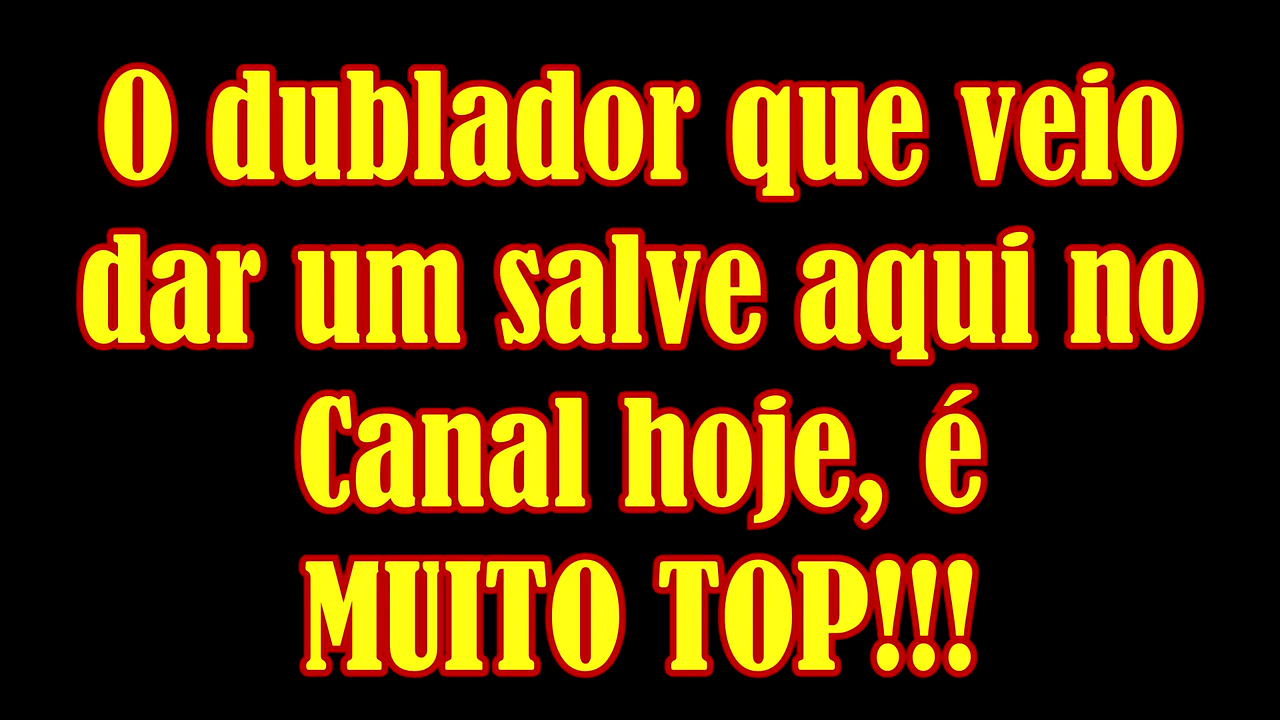 O dublador que veio
dar um salve aqui no
Canal hoje, é
MUITO TOP!!!